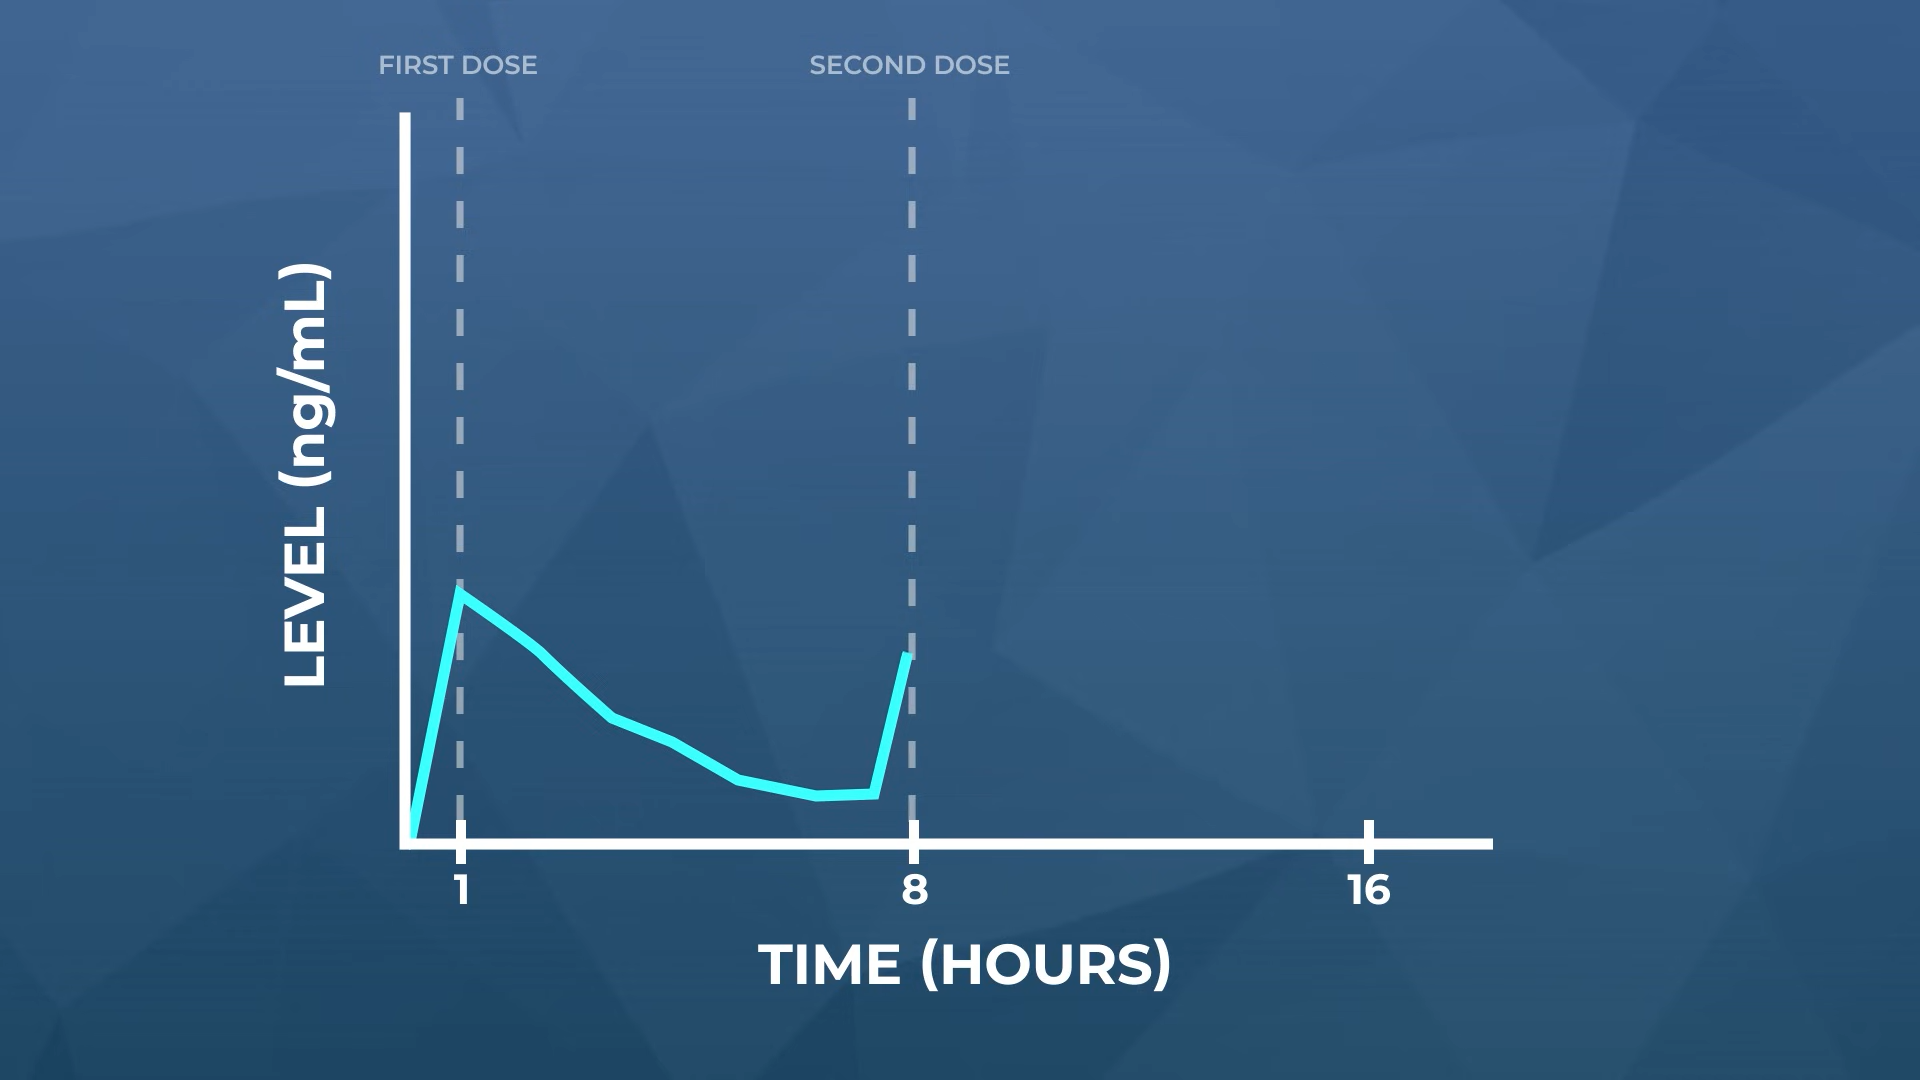 FIRST DOSE
SECOND DOSE
LEVEL (ng/mL)
1
8
16
TIME (HOURS)